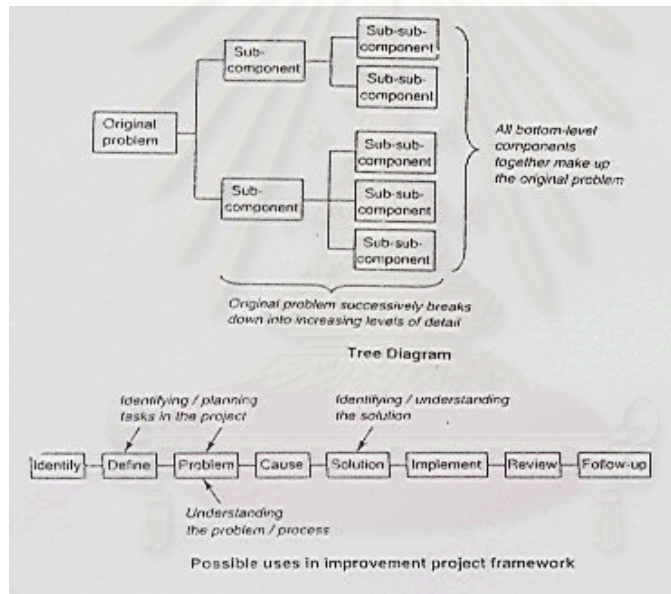 Sub-sub-
component
Sub-
component
Sub-sub-
component
Original
problem
All bottom-level
components
together make up
the original problem
Sub-sub-
component
Sub-
component
Sub-sub-
component
Sub-sub-
component
Original problem successively breaks
down into increasing levels of detail
Tree Diagram
Identifying / planning
tasks in the project
Identifying / understanding
the solution
Identify
Define
Problem
Cause
Solution
Implement
Review
Follow-up
Understanding
the problem / process
Possible uses in improvement project framework